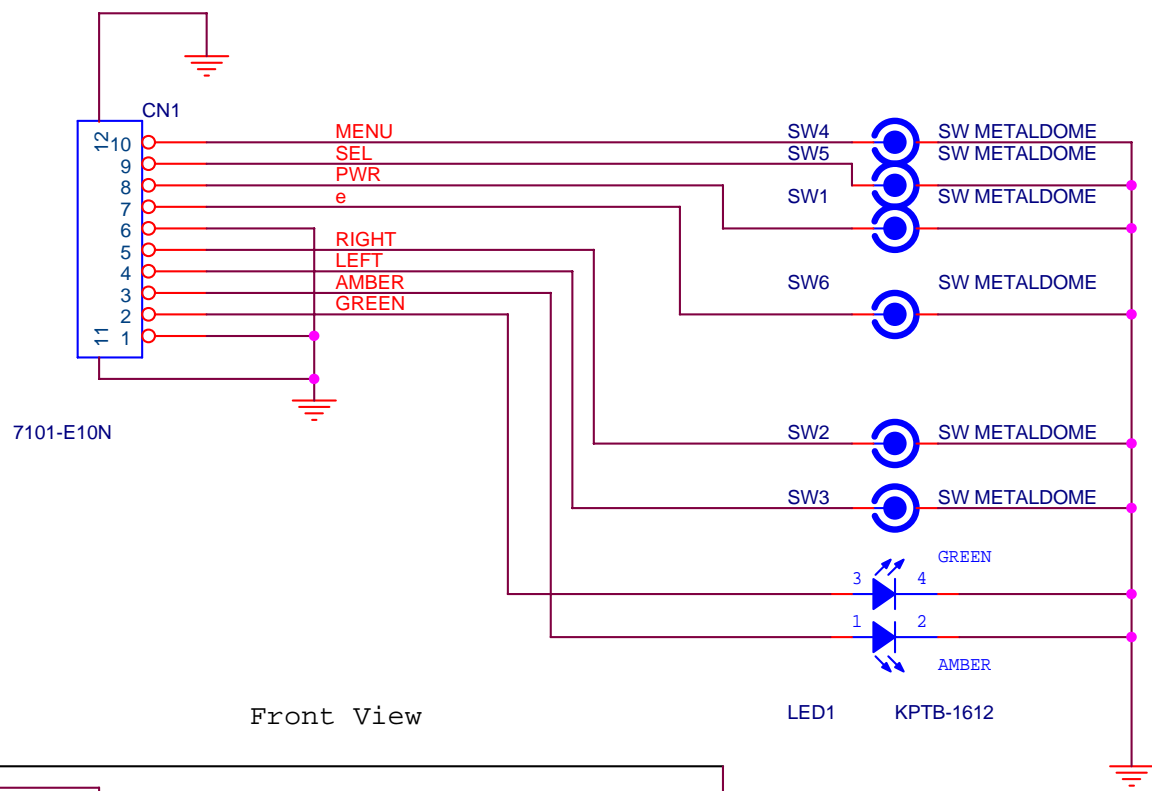 CN1
12
10
9
8
7
6
5
4
3
2
1
11
7101-E10N
MENU
SEL
PWR
e
RIGHT
LEFT
AMBER
GREEN
SW4 SW METALDOME
SW5 SW METALDOME
SW1 SW METALDOME
SW6 SW METALDOME
SW2 SW METALDOME
SW3 SW METALDOME
GREEN
3 4
1 2
AMBER
LED1 KPTB-1612
Front View